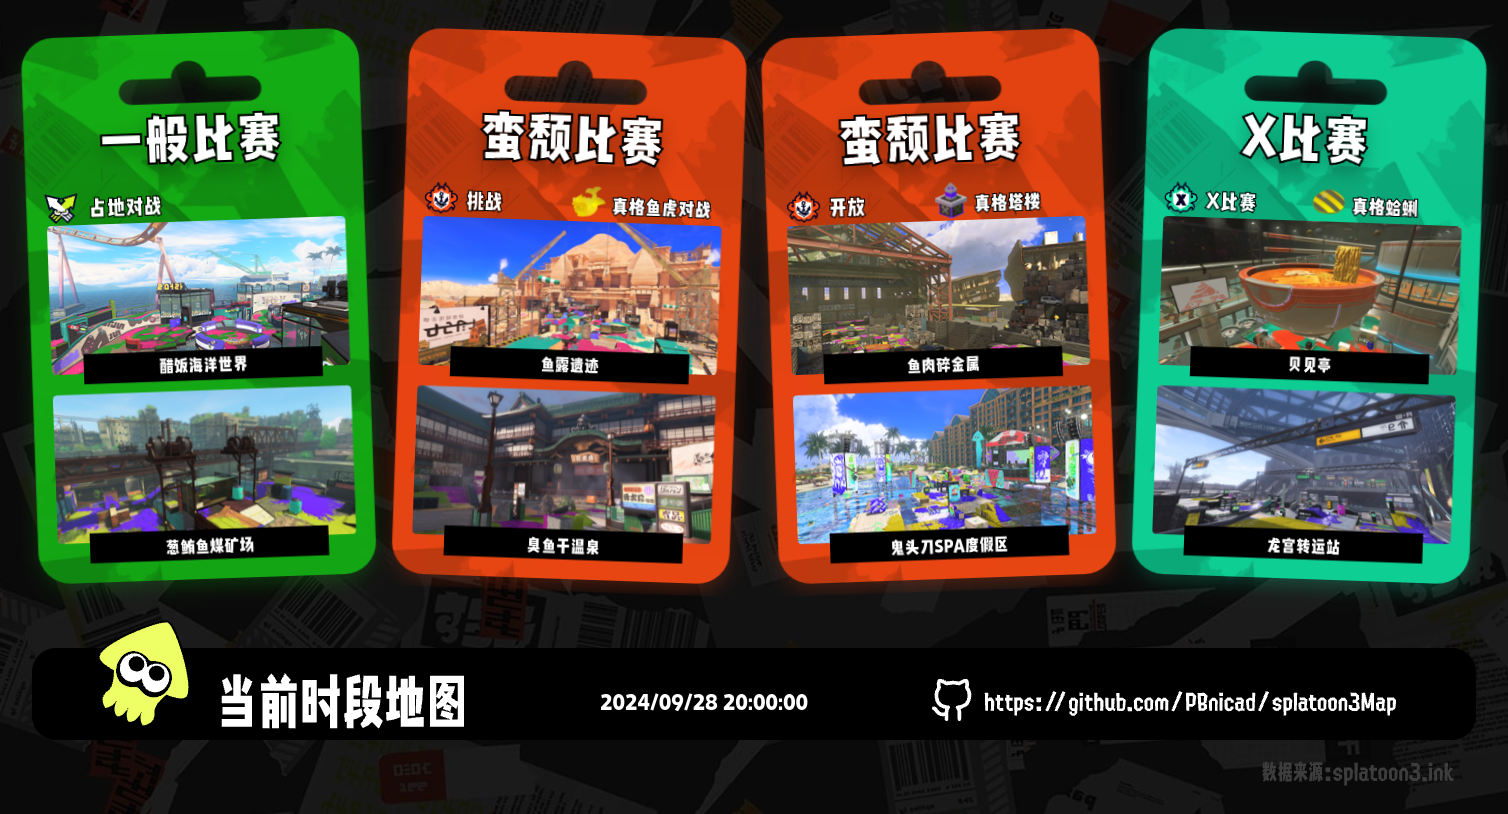 一般比赛
占地对战
醋饭海洋世界
葱鲔鱼煤矿场
蛮颓比赛
挑战
真格鱼虎对战
鱼露遗迹
臭鱼干温泉
蛮颓比赛
开放
真格塔楼
鱼肉碎金属
鬼头刀SPA度假区
X比赛
X比赛
真格蛤蜊
贝见亭
龙宫转运站
当前时段地图
2024/09/28 20:00:00
https://github.com/PBnicad/splatoon3Map
数据来源:splatoon3.ink